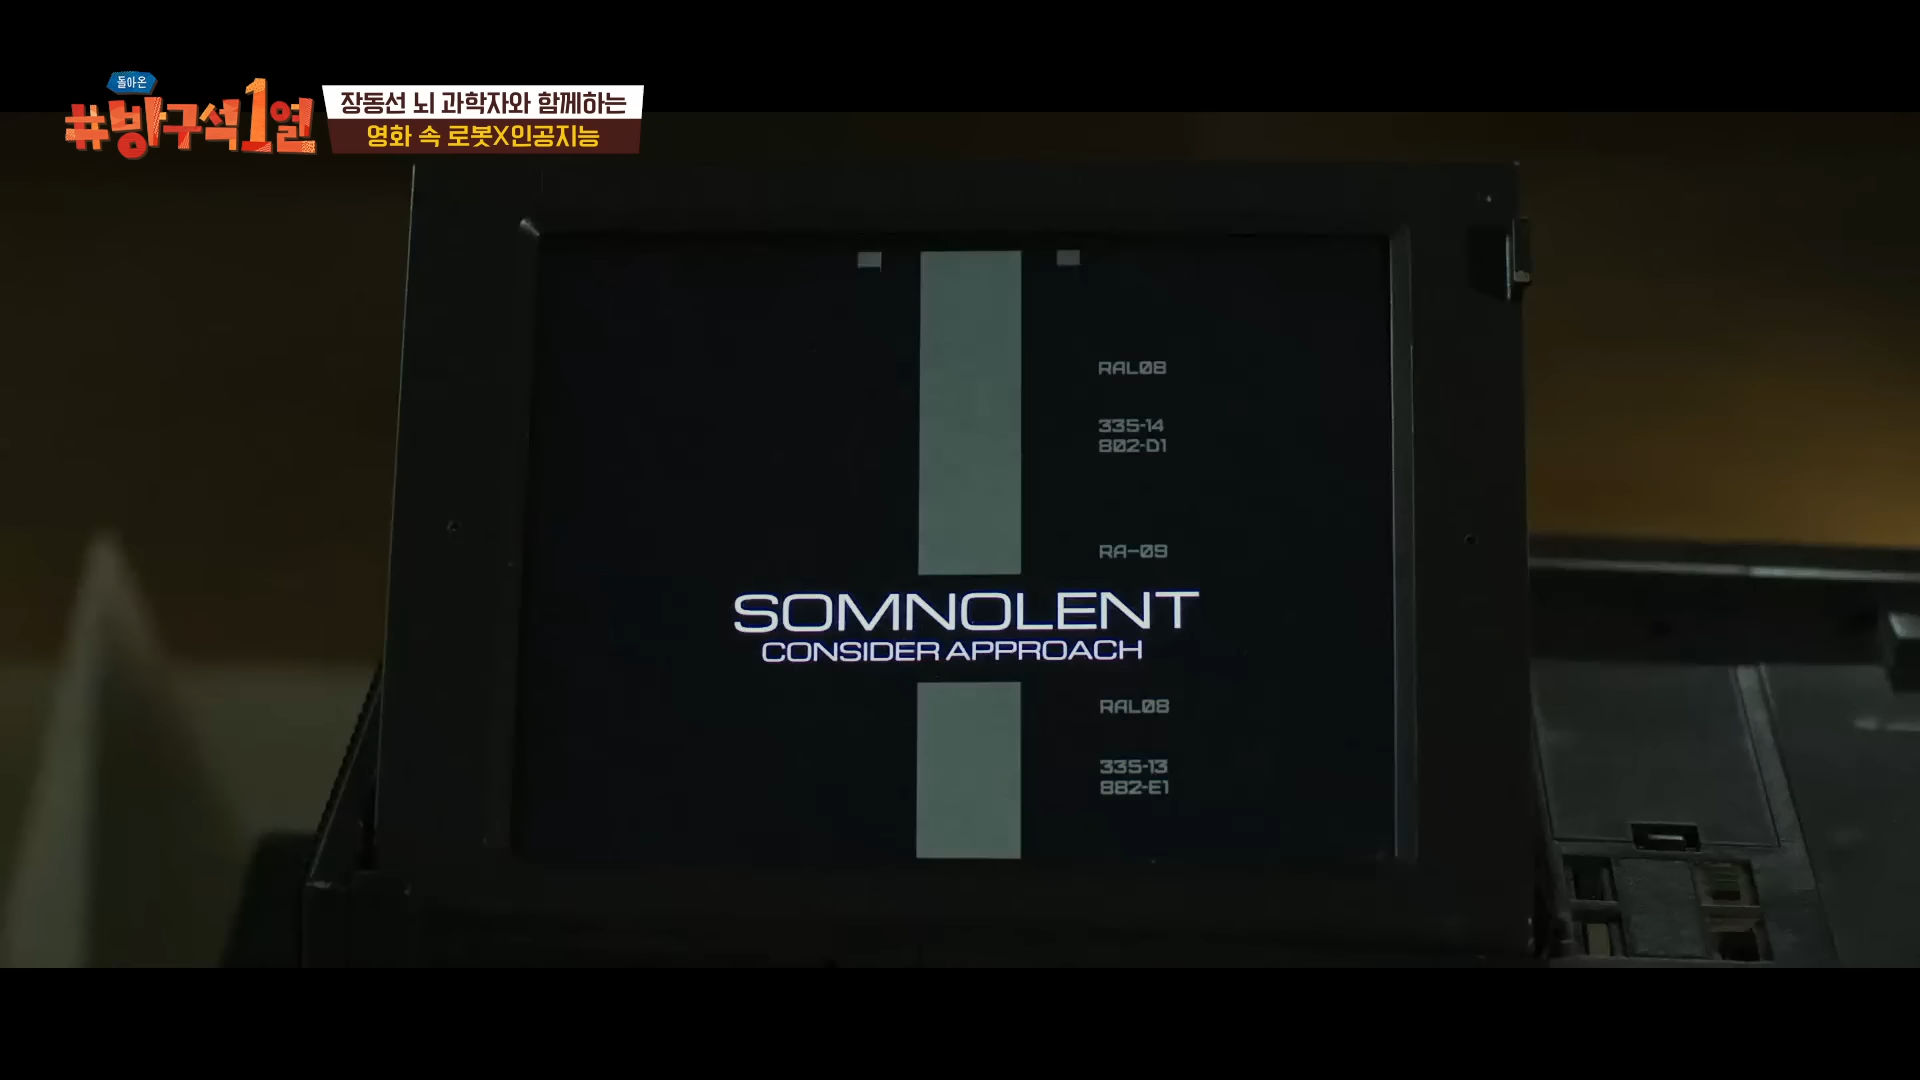 돌아온
#방구석1열
장동선 뇌 과학자와 함께하는
영화 속 로봇X인공지능
RAL08
335-14
802-D1
RA-09
SOMNOLENT
CONSIDER APPROACH
RAL08
335-13
882-E1